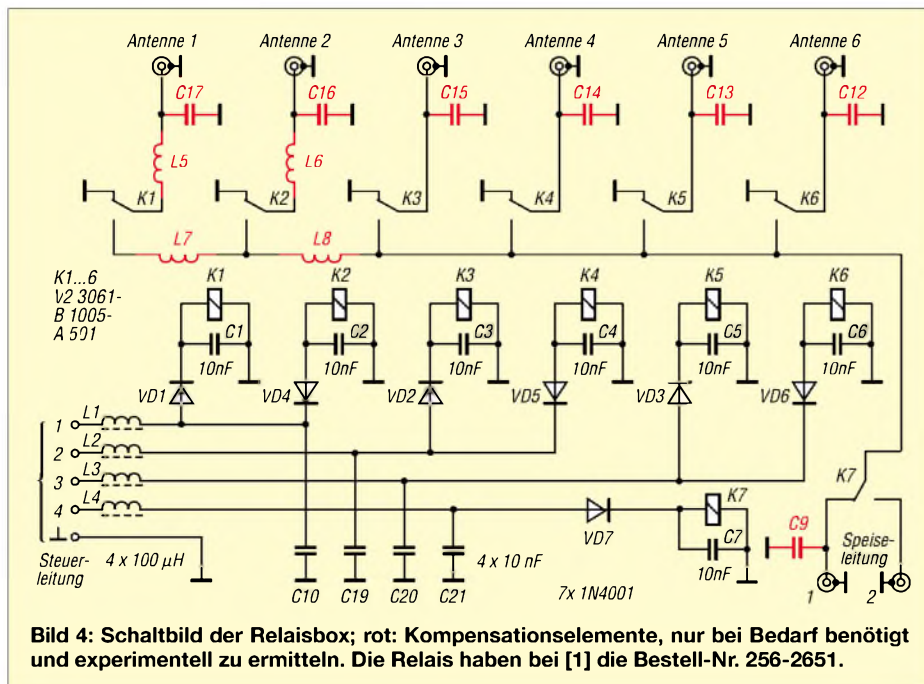 Antenne 1 Antenne 2 Antenne 3 Antenne 4 Antenne 5 Antenne 6
C17 C16 C15 C14 C13 C12
L5 L6
K1 K2 K3 K4 K5 K6
L7 L8
K1...6
V2 3061-
B 1005-
A 501
K1 K2 K3 K4 K5 K6
C1 C2 C3 C4 C5 C6
10nF 10nF 10nF 10nF 10nF 10nF
VD1 VD4 VD2 VD5 VD3 VD6
1 L1
2 L2
3 L3
4 L4
K7
K7
VD7
C7
10nF
C9
Speise-
leitung
1 2
Steuer-
leitung
4 x 100 µH
C10 C19 C20 C21
4 x 10 nF
7x 1N4001
Bild 4: Schaltbild der Relaisbox; rot: Kompensationselemente, nur bei Bedarf benötigt
und experimentell zu ermitteln. Die Relais haben bei [1] die Bestell-Nr. 256-2651.